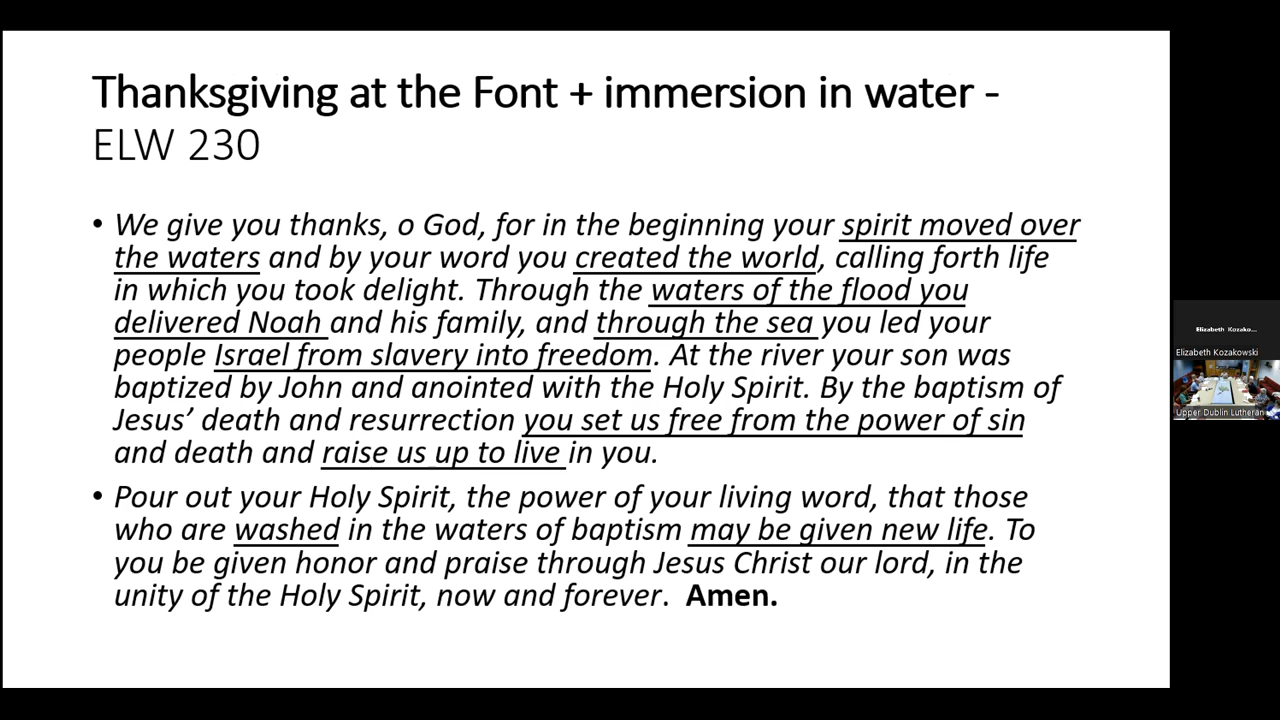 Thanksgiving at the Font + immersion in water -
ELW 230
• We give you thanks, o God, for in the beginning your spirit moved over
the waters and by your word you created the world, calling forth life
in which you took delight. Through the waters of the flood you
delivered Noah and his family, and through the sea you led your
people Israel from slavery into freedom. At the river your son was
baptized by John and anointed with the Holy Spirit. By the baptism of
Jesus’ death and resurrection you set us free from the power of sin
and death and raise us up to live in you.
• Pour out your Holy Spirit, the power of your living word, that those
who are washed in the waters of baptism may be given new life. To
you be given honor and praise through Jesus Christ our lord, in the
unity of the Holy Spirit, now and forever. Amen.
Elizabeth Kozako...
Elizabeth Kozakowski
Upper Dublin Lutheran